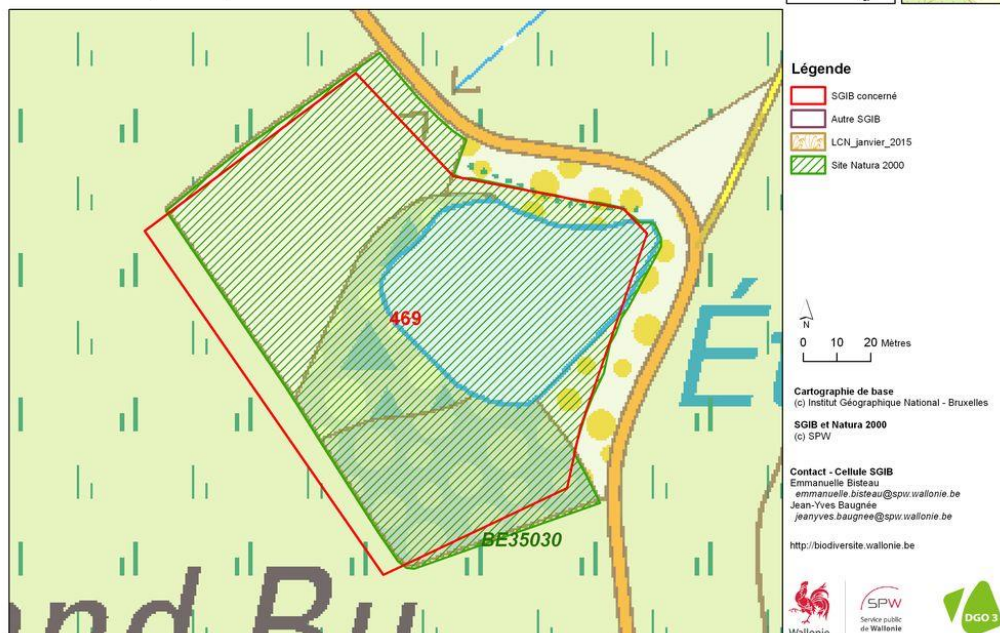 469
BE35030
Ét
and Bu
Légende
SGIB concerné
Autre SGIB
LCN_janvier_2015
Site Natura 2000
N
0 10 20 Mètres
Cartographie de base
(c) Institut Géographique National - Bruxelles
SGIB et Natura 2000
(c) SPW
Contact - Cellule SGIB
Emmanuelle Bisteau
emmanuelle.bisteau@spw.wallonie.be
Jean-Yves Baugnée
jeanyves.baugnee@spw.wallonie.be
http://biodiversite.wallonie.be
Wallonie
SPW
Service public
de Wallonie
DGO 3